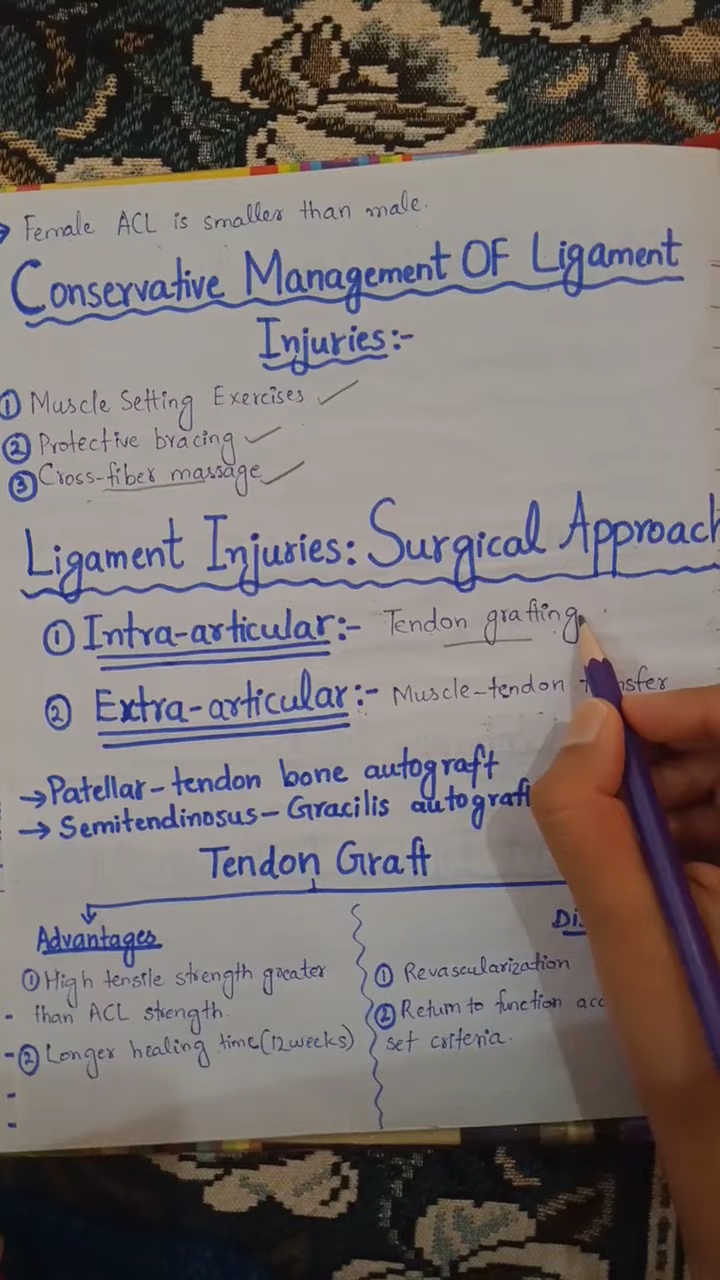 → Female ACL is smaller than male.
Conservative Management OF Ligament
Injuries:-
① Muscle Setting Exercises ✓
② Protective bracing ✓
③ Cross-fiber massage ✓
Ligament Injuries: Surgical Approach
① Intra-articular:- Tendon grafting
② Extra-articular:- Muscle-tendon
→ Patellar-tendon bone autograft
→ Semitendinosus-Gracilis autograft
Tendon Graft
Advantages
① High tensile strength greater
than ACL strength.
② Longer healing time (12 weeks)
① Revascularization
② Return to function
set criteria.